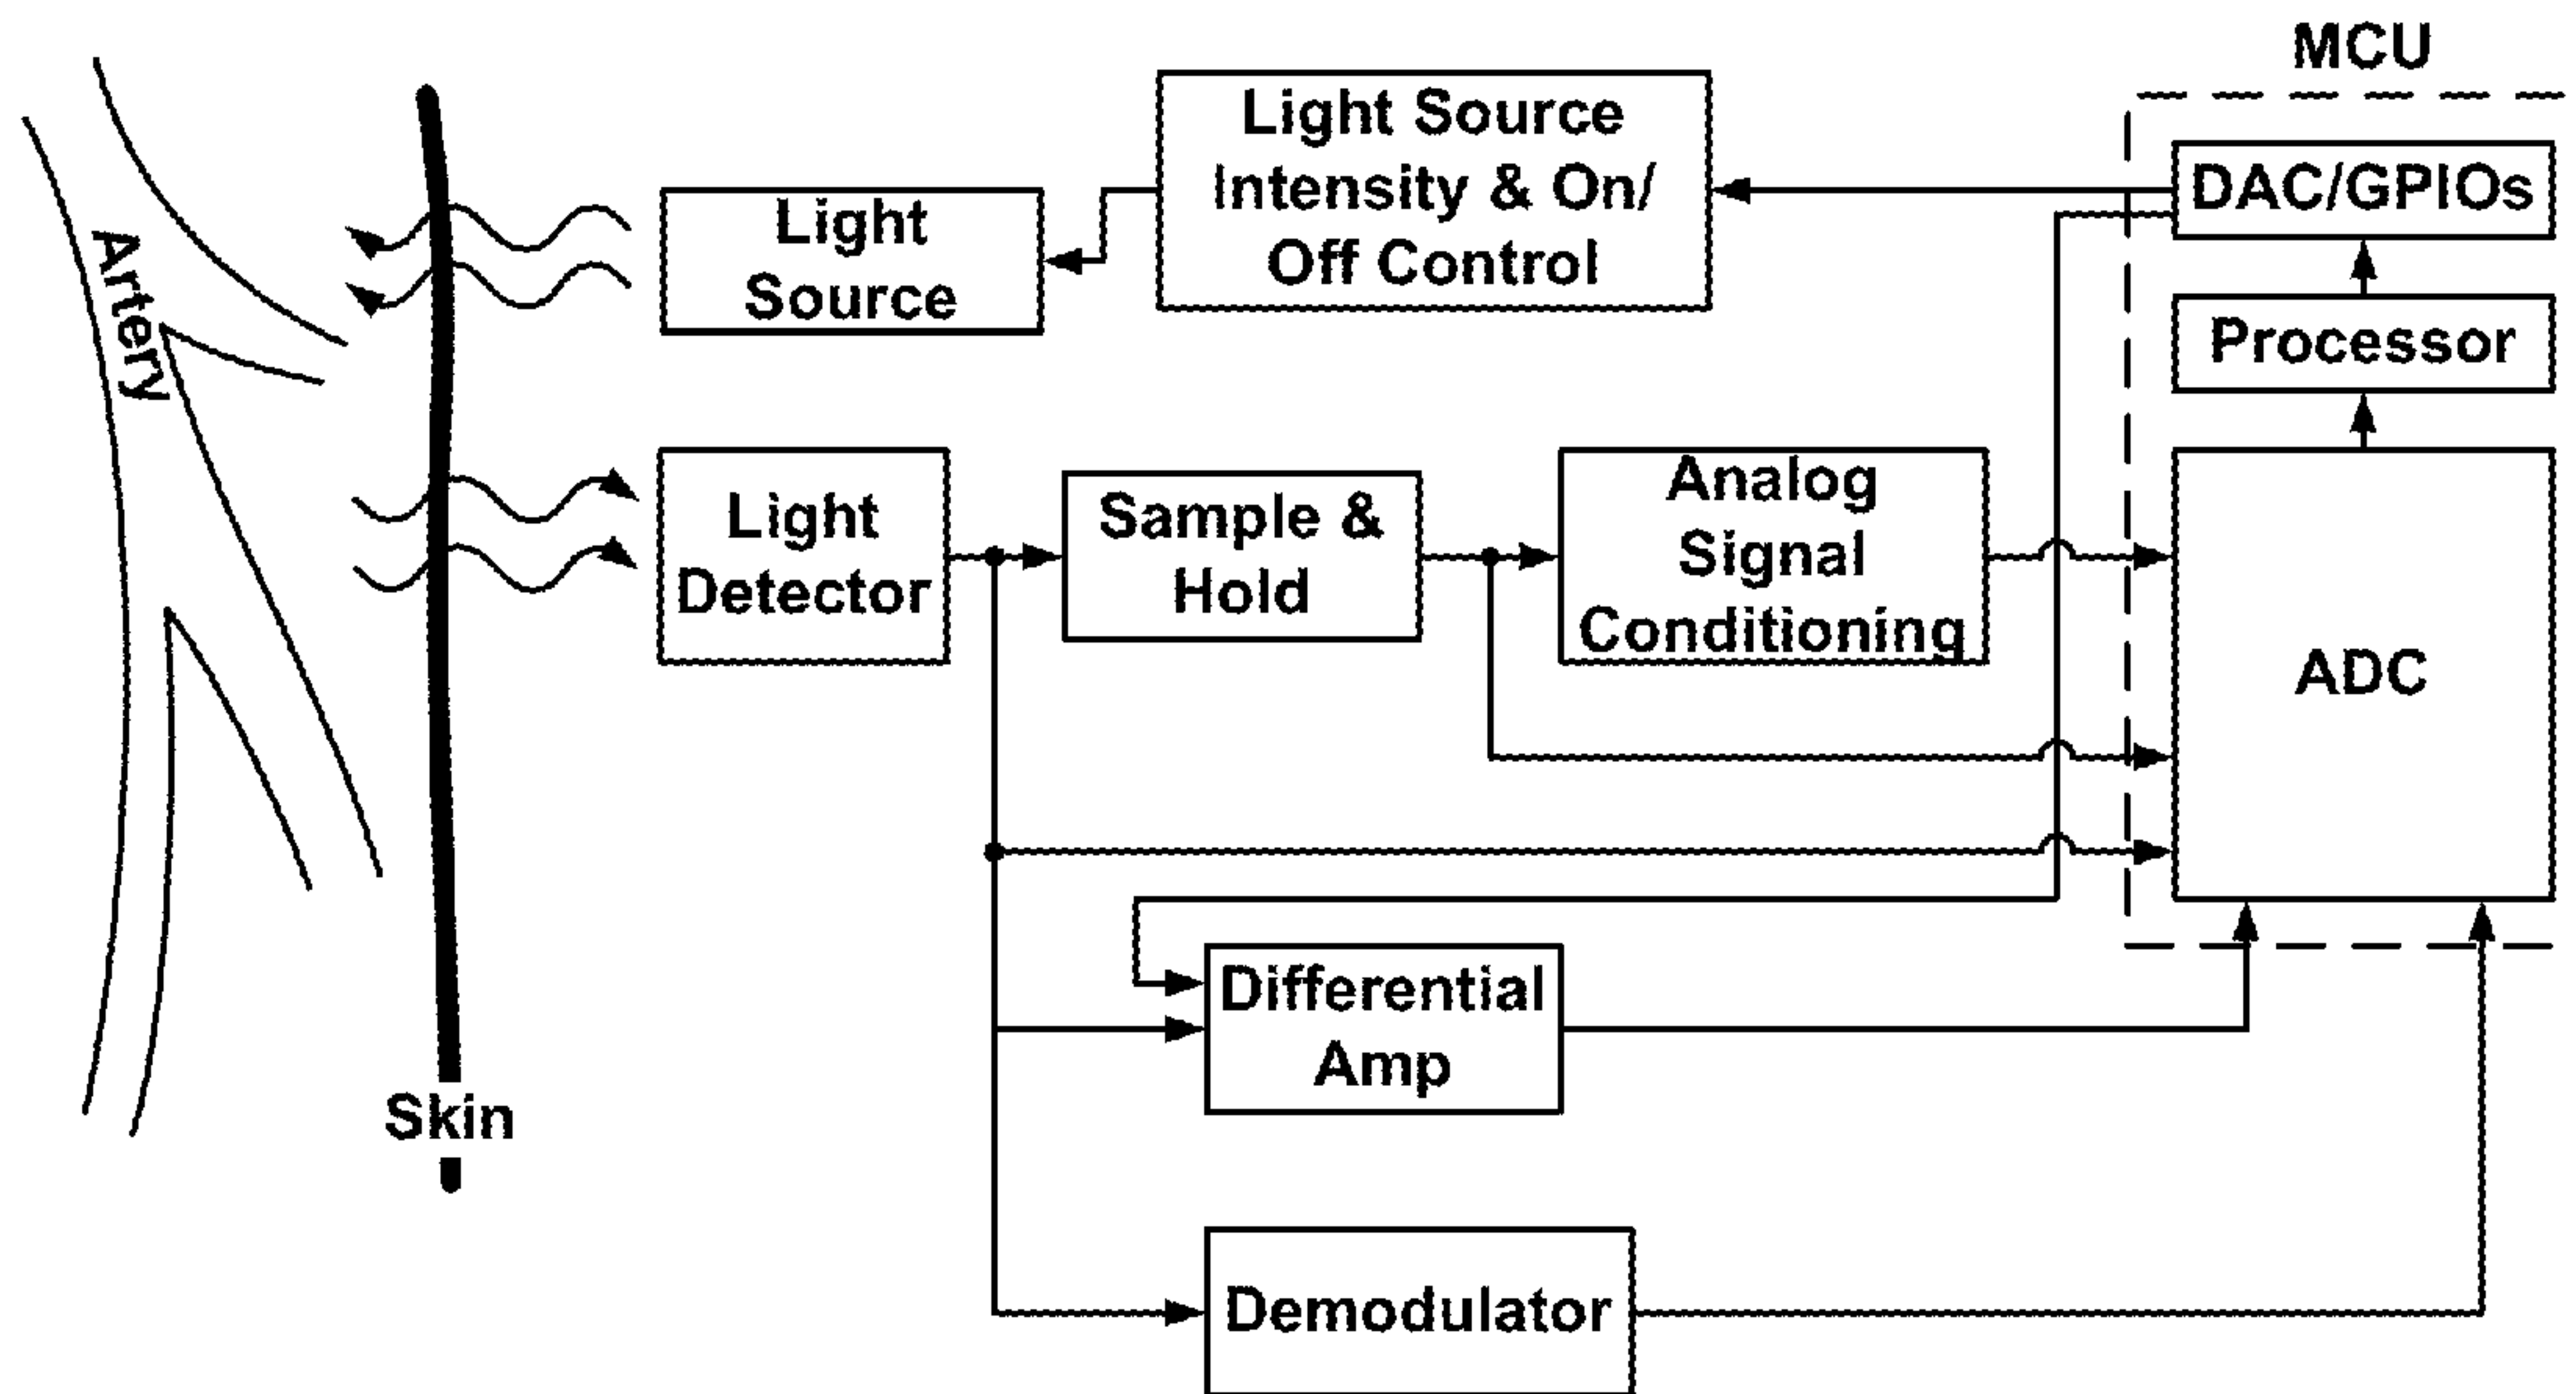 MCU
Light Source
Intensity & On/
Off Control
DAC/GPIOs
Light
Source
Artery
Processor
Light
Detector
Sample &
Hold
Analog
Signal
Conditioning
ADC
Differential
Amp
Skin
Demodulator